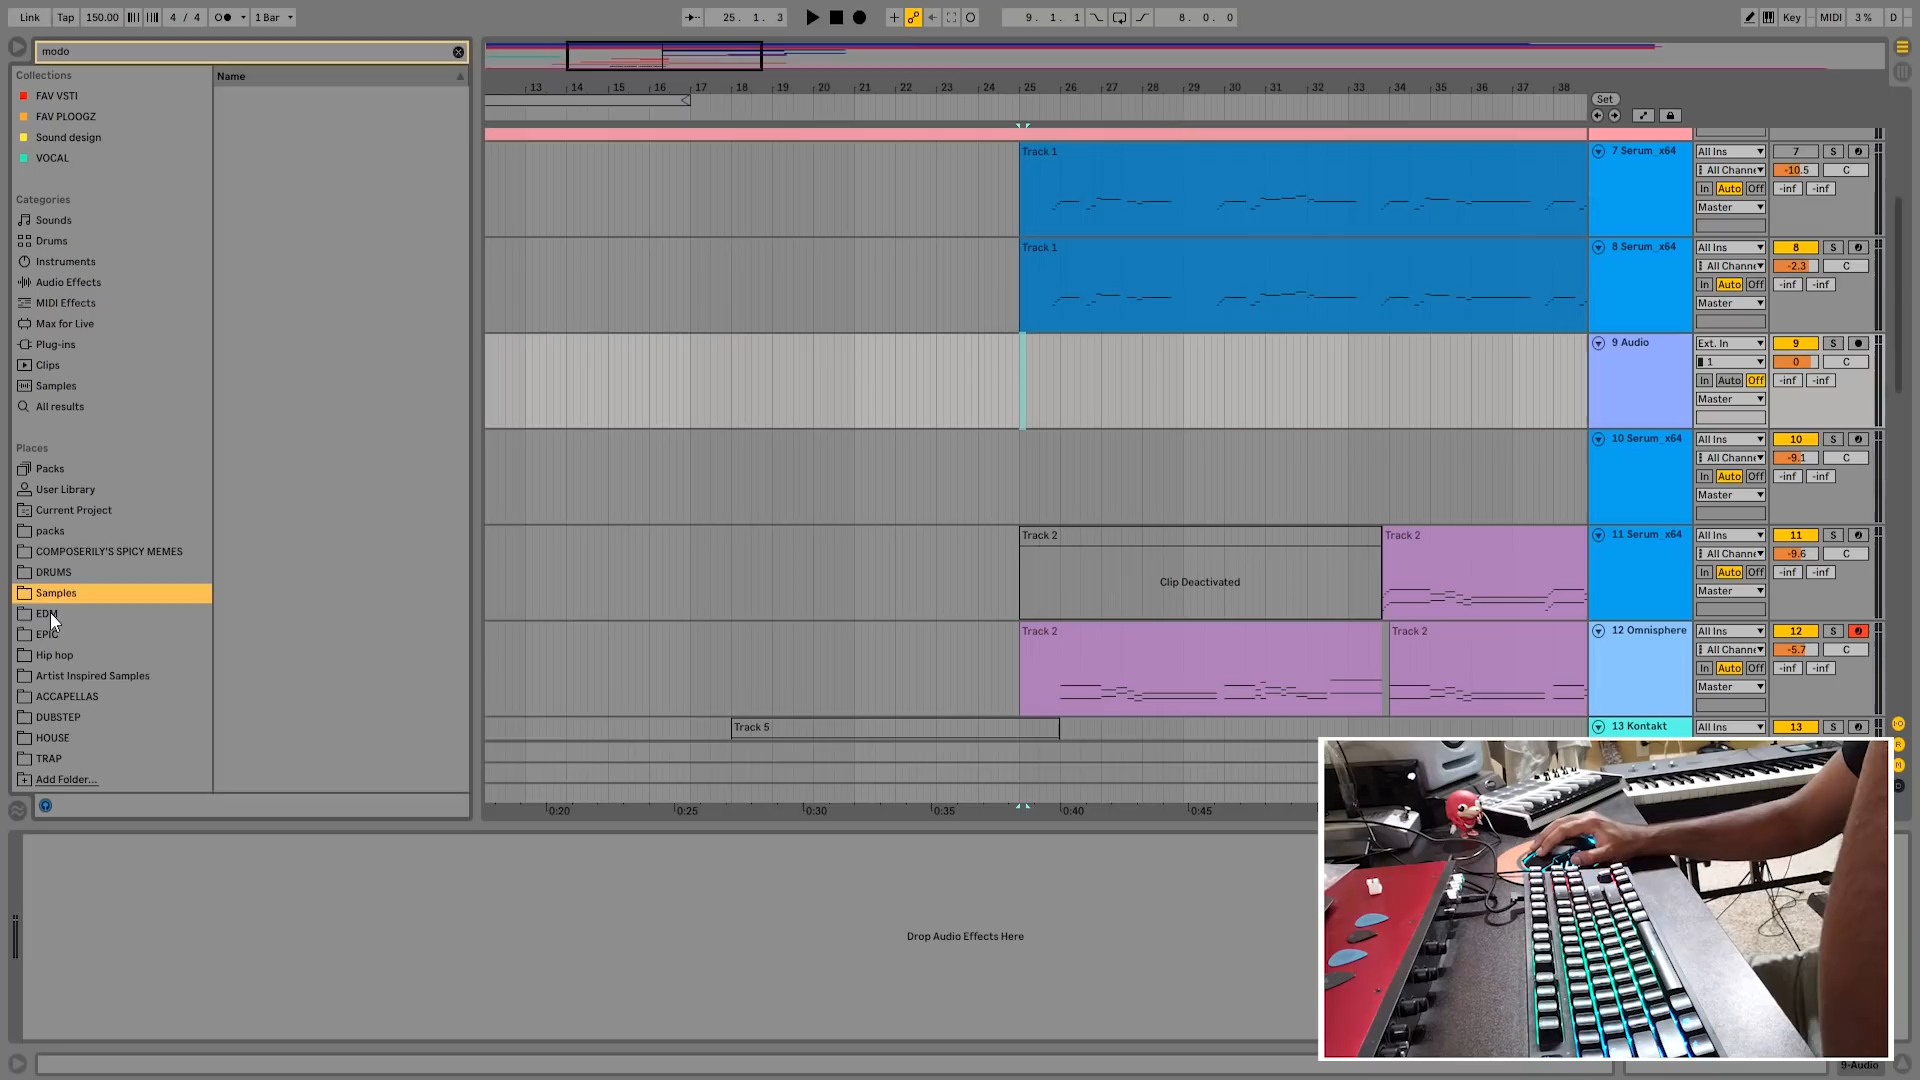 Link Tap 150.00 4 / 4 1 Bar 25. 1. 3 9. 1. 1 8. 0. 0 Key MIDI 3 % D
modo
Collections
Name
FAV VSTI
FAV PLOOGZ
Sound design
VOCAL
Categories
Sounds
Drums
Instruments
Audio Effects
MIDI Effects
Max for Live
Plug-ins
Clips
Samples
All results
Places
Packs
User Library
Current Project
packs
COMPOSERILY'S SPICY MEMES
DRUMS
Samples
EDM
EPIC
Hip hop
Artist Inspired Samples
ACCAPELLAS
DUBSTEP
HOUSE
TRAP
Add Folder...
13 14 15 16 17 18 19 20 21 22 23 24 25 26 27 28 29 30 31 32 33 34 35 36 37 38
Set
Track 1 7 Serum_x64 All Ins 7 S
All Channe -10.5 C
In Auto Off -inf -inf
Master
Track 1 8 Serum_x64 All Ins 8 S
All Channe -2.3 C
In Auto Off -inf -inf
Master
9 Audio Ext. In 9 S
1 0 C
In Auto Off -inf -inf
Master
10 Serum_x64 All Ins 10 S
All Channe -9.1 C
In Auto Off -inf -inf
Master
Track 2 Track 2 11 Serum_x64 All Ins 11 S
All Channe -9.6 C
Clip Deactivated In Auto Off -inf -inf
Master
Track 2 Track 2 12 Omnisphere All Ins 12 S
All Channe -5.7 C
In Auto Off -inf -inf
Master
Track 5 13 Kontakt All Ins 13 S
0:20 0:25 0:30 0:35 0:40 0:45
Drop Audio Effects Here
9-Audio